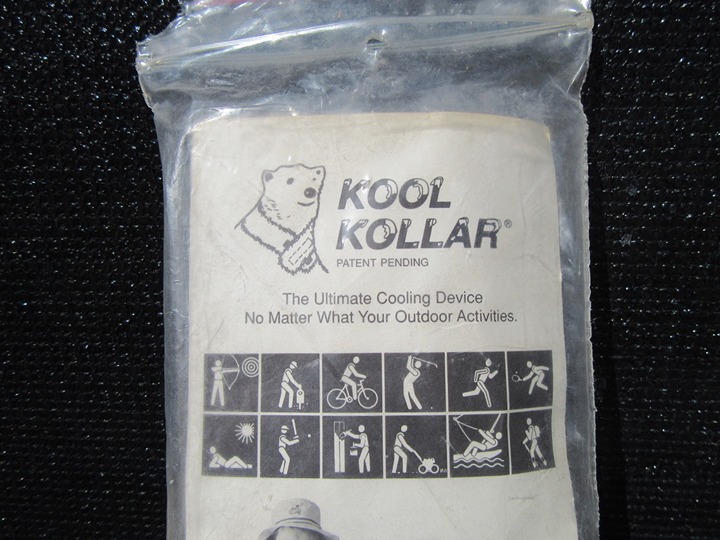 KOOL
KOLLAR®
PATENT PENDING
The Ultimate Cooling Device
No Matter What Your Outdoor Activities.